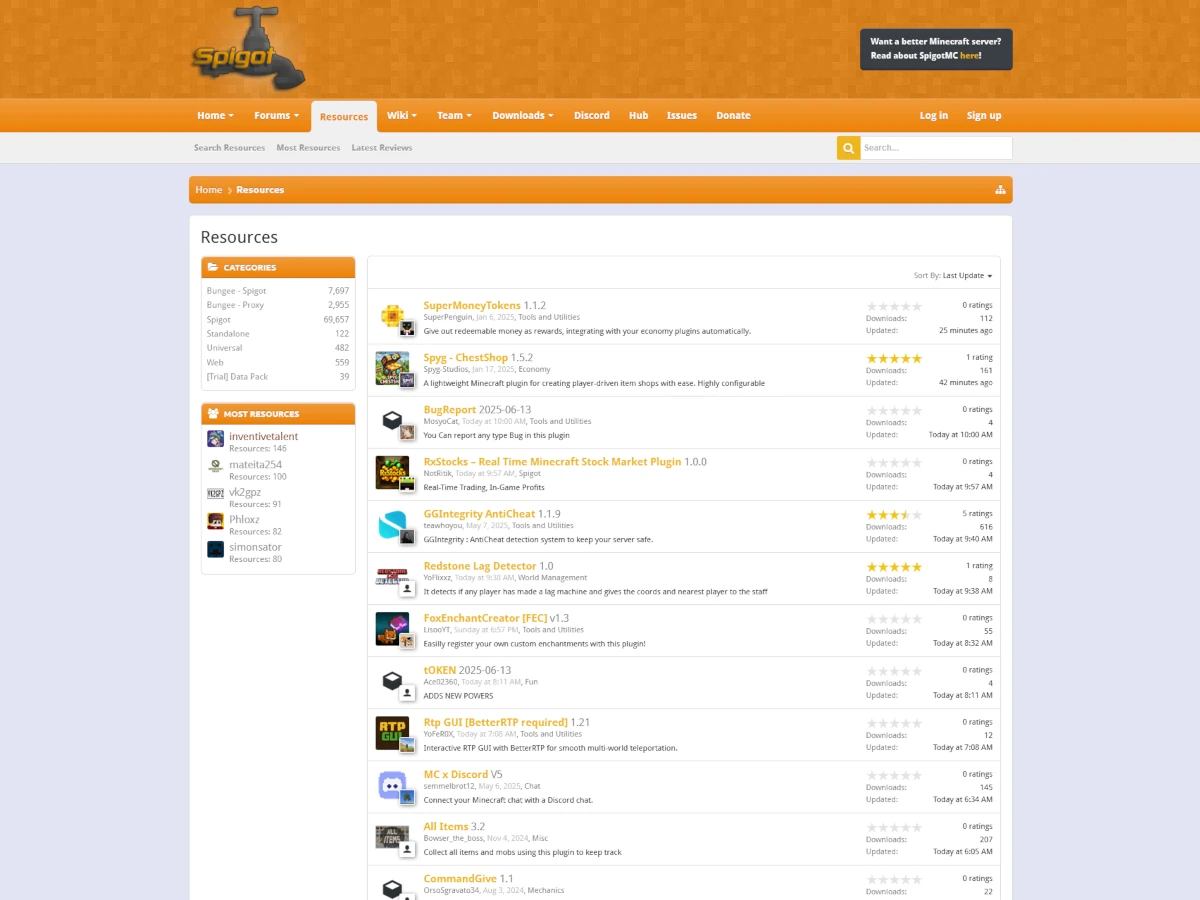 Spigot
Want a better Minecraft server?
Read about SpigotMC here!
Home Forums Resources Wiki Team Downloads Discord Hub Issues Donate Log in Sign up
Search Resources Most Resources Latest Reviews Search...
Home Resources
Resources
CATEGORIES
Bungee - Spigot 7,697
Bungee - Proxy 2,955
Spigot 69,657
Standalone 122
Universal 482
Web 559
[Trial] Data Pack 39
MOST RESOURCES
inventivetalent
Resources: 146
mateita254
Resources: 100
vk2gpz
Resources: 91
Phloxz
Resources: 82
simonsator
Resources: 80
Sort By: Last Update
SuperMoneyTokens 1.1.2 0 ratings
SuperPenguin, Jan 6, 2025, Tools and Utilities Downloads: 112
Give out redeemable money as rewards, integrating with your economy plugins automatically. Updated: 25 minutes ago
Spyg - ChestShop 1.5.2 1 rating
Spyg-Studios, Jan 17, 2025, Economy Downloads: 161
A lightweight Minecraft plugin for creating player-driven item shops with ease. Highly configurable Updated: 42 minutes ago
BugReport 2025-06-13 0 ratings
MosyoCat, Today at 10:00 AM, Tools and Utilities Downloads: 4
You Can report any type Bug in this plugin Updated: Today at 10:00 AM
RxStocks – Real Time Minecraft Stock Market Plugin 1.0.0 0 ratings
NotRitik, Today at 9:57 AM, Spigot Downloads: 4
Real-Time Trading, In-Game Profits Updated: Today at 9:57 AM
GGIntegrity AntiCheat 1.1.9 5 ratings
teawhoyou, May 7, 2025, Tools and Utilities Downloads: 616
GGIntegrity : AntiCheat detection system to keep your server safe. Updated: Today at 9:40 AM
Redstone Lag Detector 1.0 1 rating
YoFlixxz, Today at 9:38 AM, World Management Downloads: 8
It detects if any player has made a lag machine and gives the coords and nearest player to the staff Updated: Today at 9:38 AM
FoxEnchantCreator [FEC] v1.3 0 ratings
LisooYT, Sunday at 6:57 PM, Tools and Utilities Downloads: 55
Easilly register your own custom enchantments with this plugin! Updated: Today at 8:32 AM
tOKEN 2025-06-13 0 ratings
Ace02360, Today at 8:11 AM, Fun Downloads: 4
ADDS NEW POWERS Updated: Today at 8:11 AM
RTP GUI
Rtp GUI [BetterRTP required] 1.21 0 ratings
YoFeR0X, Today at 7:08 AM, Tools and Utilities Downloads: 12
Interactive RTP GUI with BetterRTP for smooth multi-world teleportation. Updated: Today at 7:08 AM
MC x Discord V5 0 ratings
semmelbrot12, May 6, 2025, Chat Downloads: 145
Connect your Minecraft chat with a Discord chat. Updated: Today at 6:34 AM
ALL ITEMS
All Items 3.2 0 ratings
Bowser_the_boss, Nov 4, 2024, Misc Downloads: 207
Collect all items and mobs using this plugin to keep track Updated: Today at 6:05 AM
CommandGive 1.1 0 ratings
OrsoSgravato34, Aug 3, 2024, Mechanics Downloads: 22